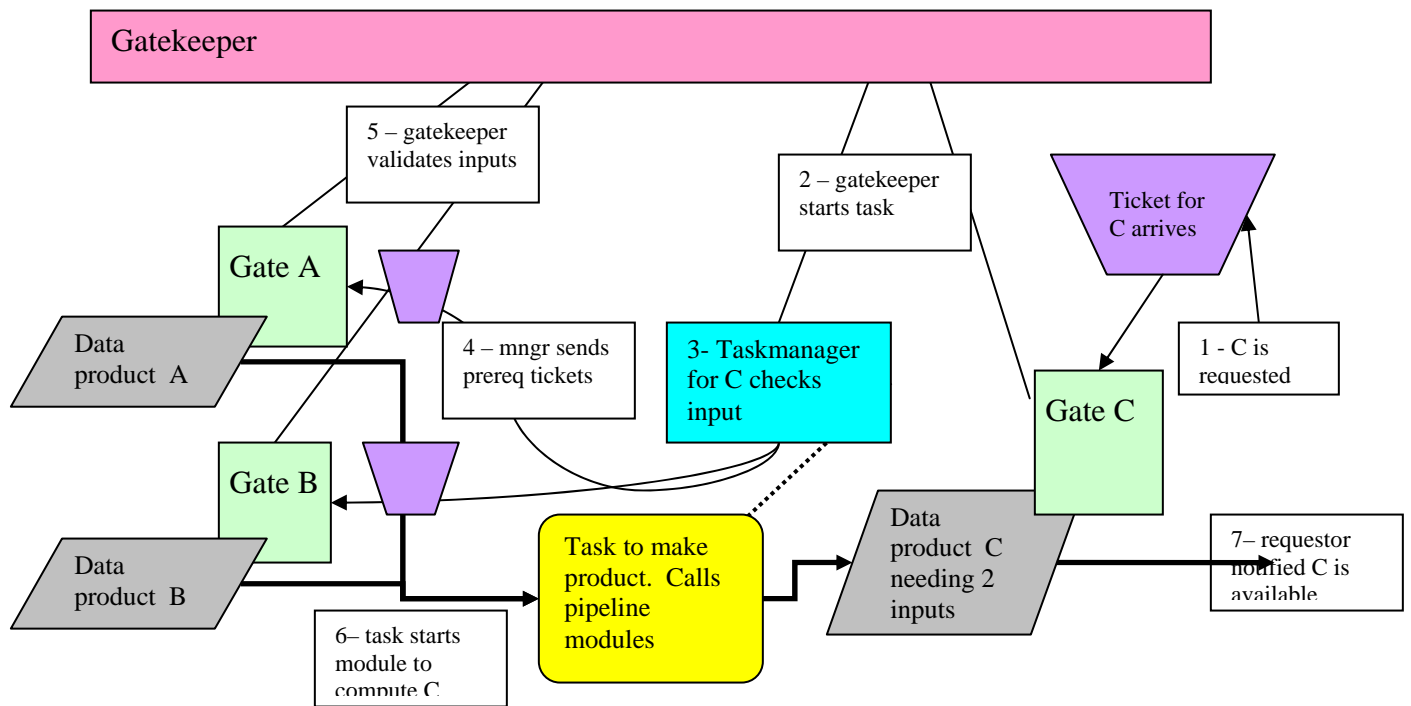 Gatekeeper
5 – gatekeeper
validates inputs
2 – gatekeeper
starts task
Ticket for
C arrives
Gate A
Data
product A
4 – mngr sends
prereq tickets
3- Taskmanager
for C checks
input
1 - C is
requested
Gate C
Gate B
Data
product B
Task to make
product. Calls
pipeline
modules
Data
product C
needing 2
inputs
7– requestor
notified C is
available
6– task starts
module to
compute C